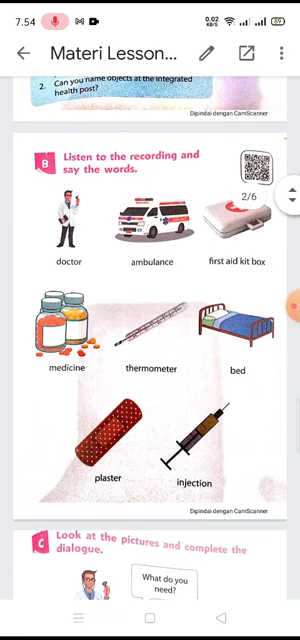 7.54
0.02
KB/S
89
Materi Lesson...
2. Can you name objects at the integrated
health post?
Dipindai dengan CamScanner
B Listen to the recording and
say the words.
2/6
doctor
ambulance
first aid kit box
medicine
thermometer
bed
plaster
injection
Dipindai dengan CamScanner
C Look at the pictures and complete the
dialogue.
What do you
need?